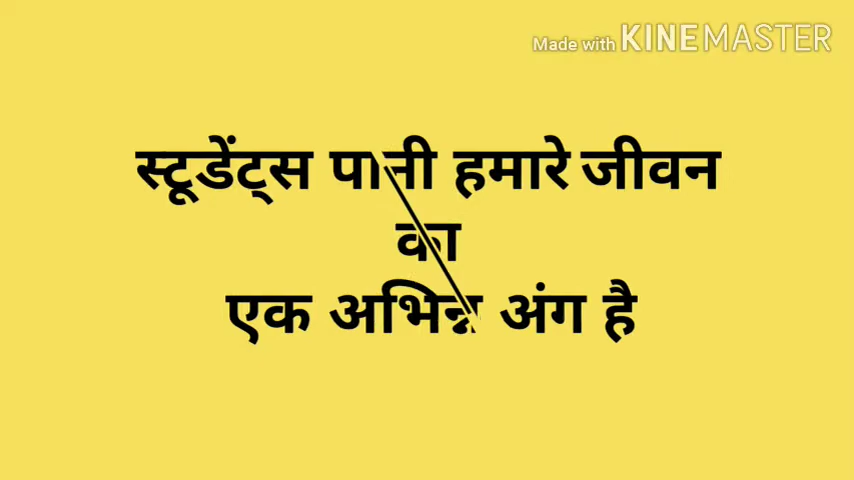 Made with KINEMASTER
स्टूडेंट्स पानी हमारे जीवन
का
एक अभिन्न अंग है